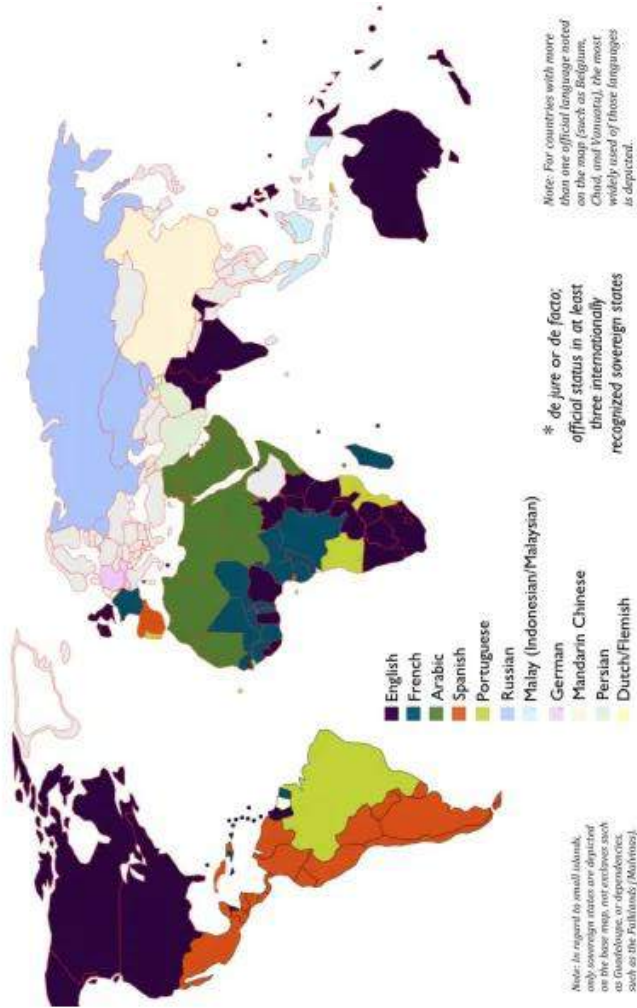 English
French
Arabic
Spanish
Portuguese
Russian
Malay (Indonesian/Malaysian)
German
Mandarin Chinese
Persian
Dutch/Flemish
Note: In regard to small islands,
only sovereign states are depicted
on the base map, not exclaves such
as Guadeloupe, or dependencies,
such as the Falklands (Malvinas).
* de jure or de facto;
official status in at least
three internationally
recognized sovereign states
Note: For countries with more
than one official language noted
on the map (such as Belgium,
Chad, and Vanuatu), the most
widely used of those languages
is depicted.